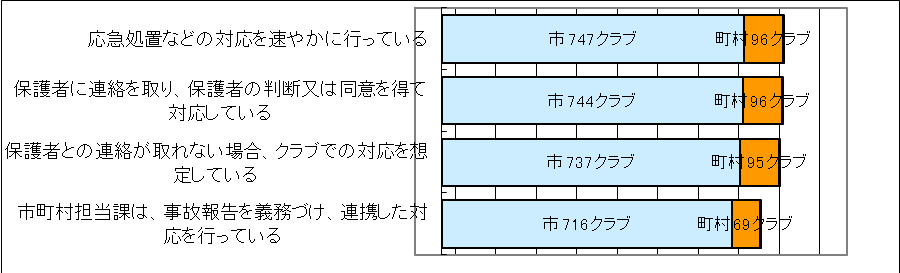 応急処置などの対応を速やかに行っている
市747クラブ
町村96クラブ
保護者に連絡を取り、保護者の判断又は同意を得て
対応している
市744クラブ
町村96クラブ
保護者との連絡が取れない場合、クラブでの対応を想
定している
市737クラブ
町村95クラブ
市町村担当課は、事故報告を義務づけ、連携した対
応を行っている
市716クラブ
町村69クラブ